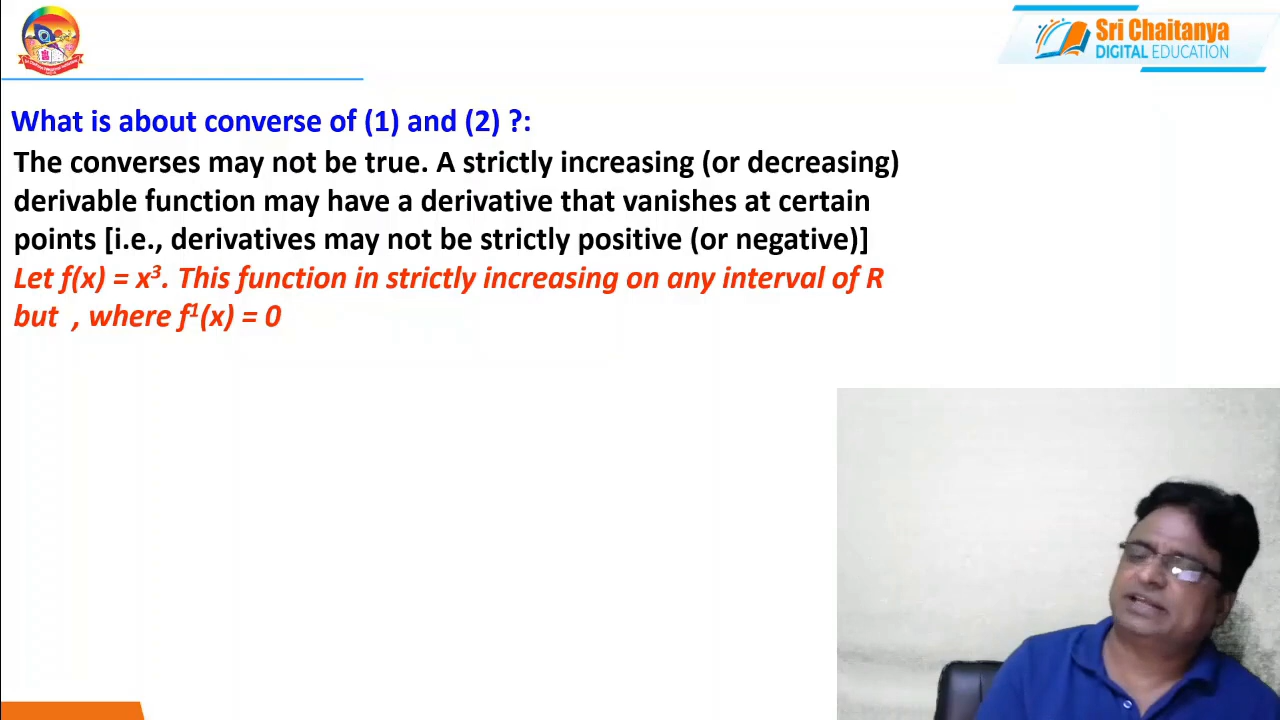 Sri Chaitanya
DIGITAL EDUCATION
What is about converse of (1) and (2) ?:
The converses may not be true. A strictly increasing (or decreasing)
derivable function may have a derivative that vanishes at certain
points [i.e., derivatives may not be strictly positive (or negative)]
Let f(x) = x³. This function in strictly increasing on any interval of R
but , where f¹(x) = 0